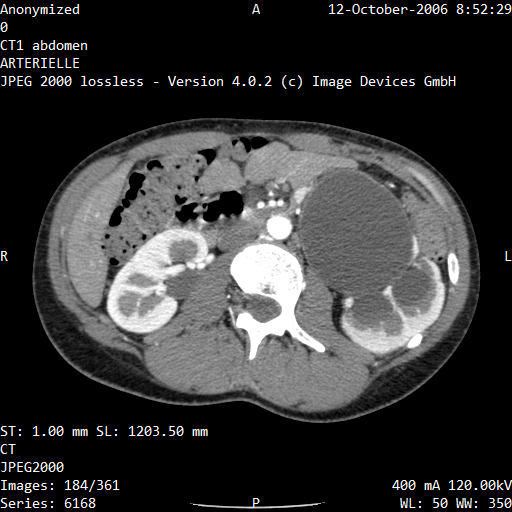 Anonymized A 12-October-2006 8:52:29
0
CT1 abdomen
ARTERIELLE
JPEG 2000 lossless - Version 4.0.2 (c) Image Devices GmbH
R L
ST: 1.00 mm SL: 1203.50 mm
CT
JPEG2000
Images: 184/361 400 mA 120.00kV
Series: 6168 P WL: 50 WW: 350